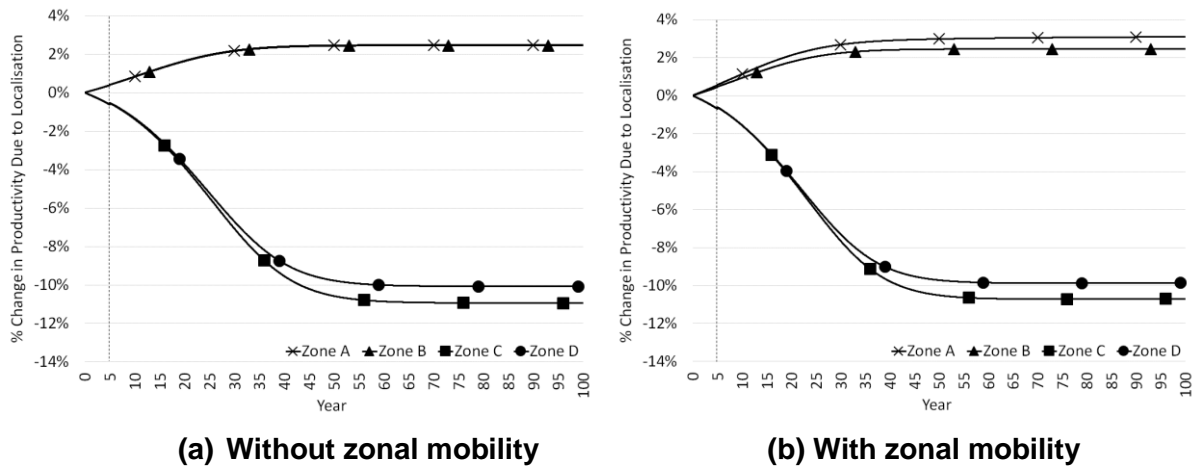 % Change in Productivity Due to Localisation
4%
2%
0%
-2%
-4%
-6%
-8%
-10%
-12%
-14%
Zone A Zone B Zone C Zone D
0 5 10 15 20 25 30 35 40 45 50 55 60 65 70 75 80 85 90 95 100
Year
(a) Without zonal mobility
% Change in Productivity Due to Localisation
4%
2%
0%
-2%
-4%
-6%
-8%
-10%
-12%
-14%
Zone A Zone B Zone C Zone D
0 5 10 15 20 25 30 35 40 45 50 55 60 65 70 75 80 85 90 95 100
Year
(b) With zonal mobility